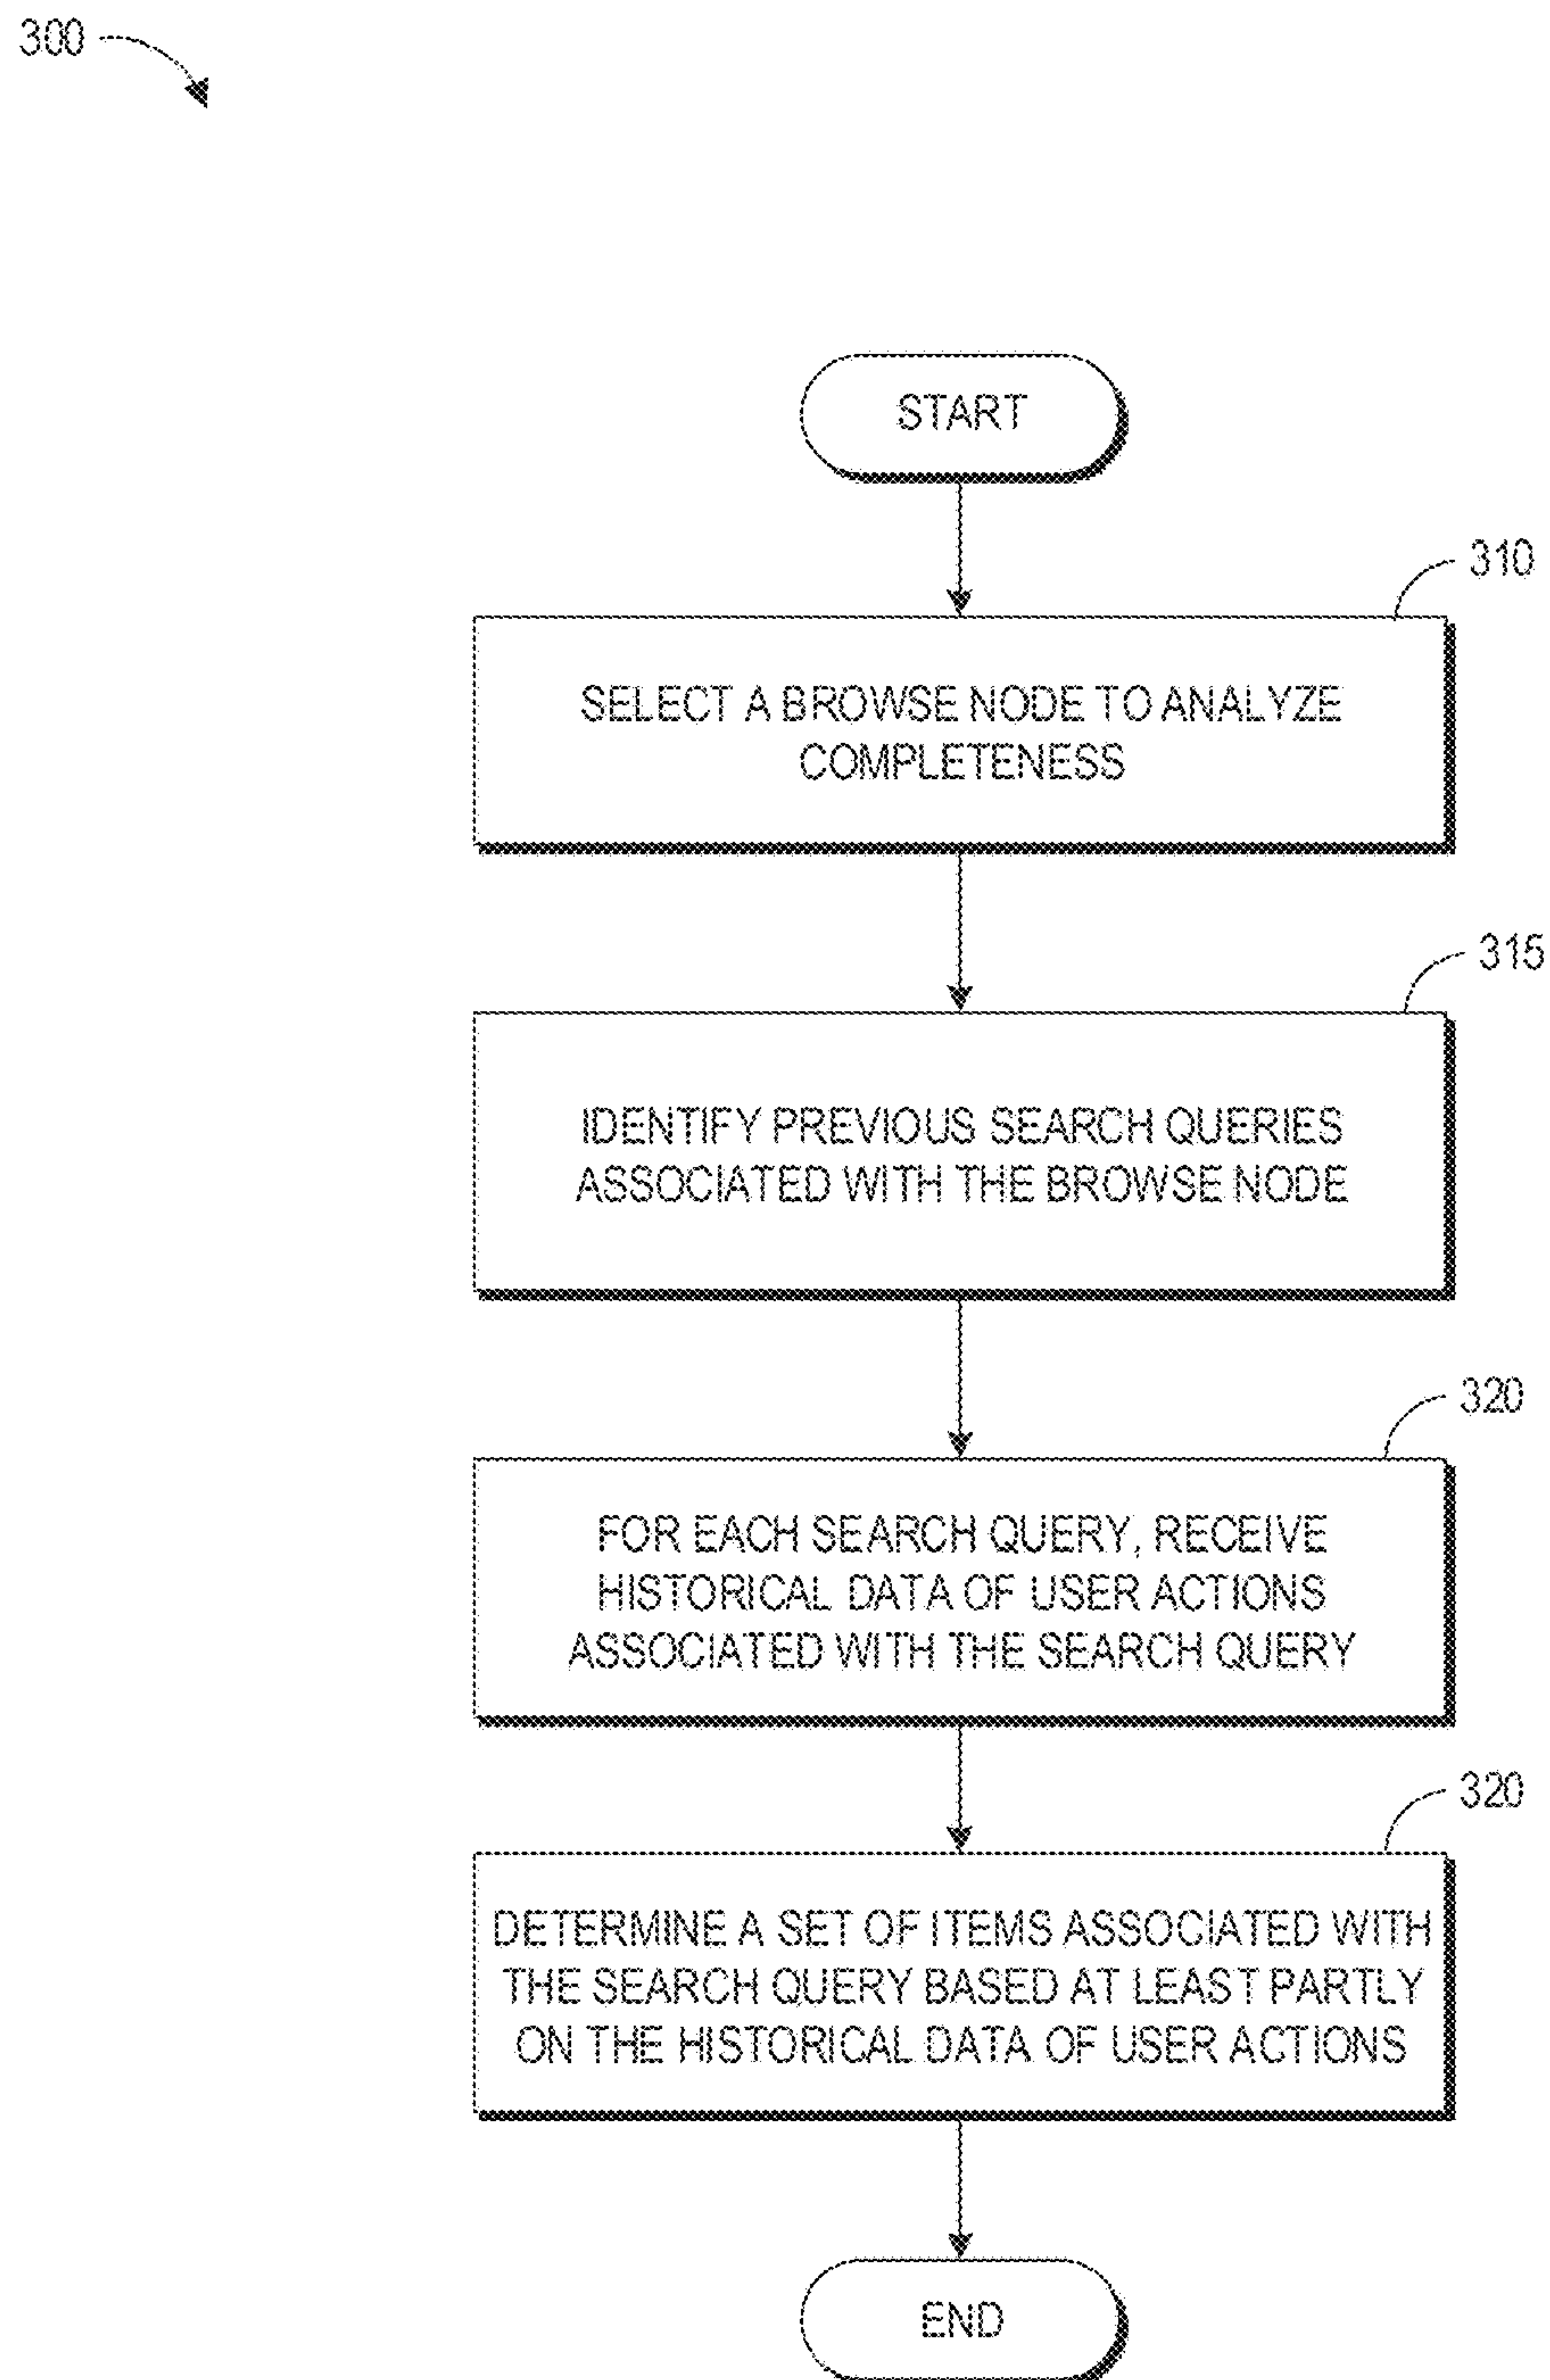 300
START
310
SELECT A BROWSE NODE TO ANALYZE
COMPLETENESS
315
IDENTIFY PREVIOUS SEARCH QUERIES
ASSOCIATED WITH THE BROWSE NODE
320
FOR EACH SEARCH QUERY, RECEIVE
HISTORICAL DATA OF USER ACTIONS
ASSOCIATED WITH THE SEARCH QUERY
320
DETERMINE A SET OF ITEMS ASSOCIATED WITH
THE SEARCH QUERY BASED AT LEAST PARTLY
ON THE HISTORICAL DATA OF USER ACTIONS
END